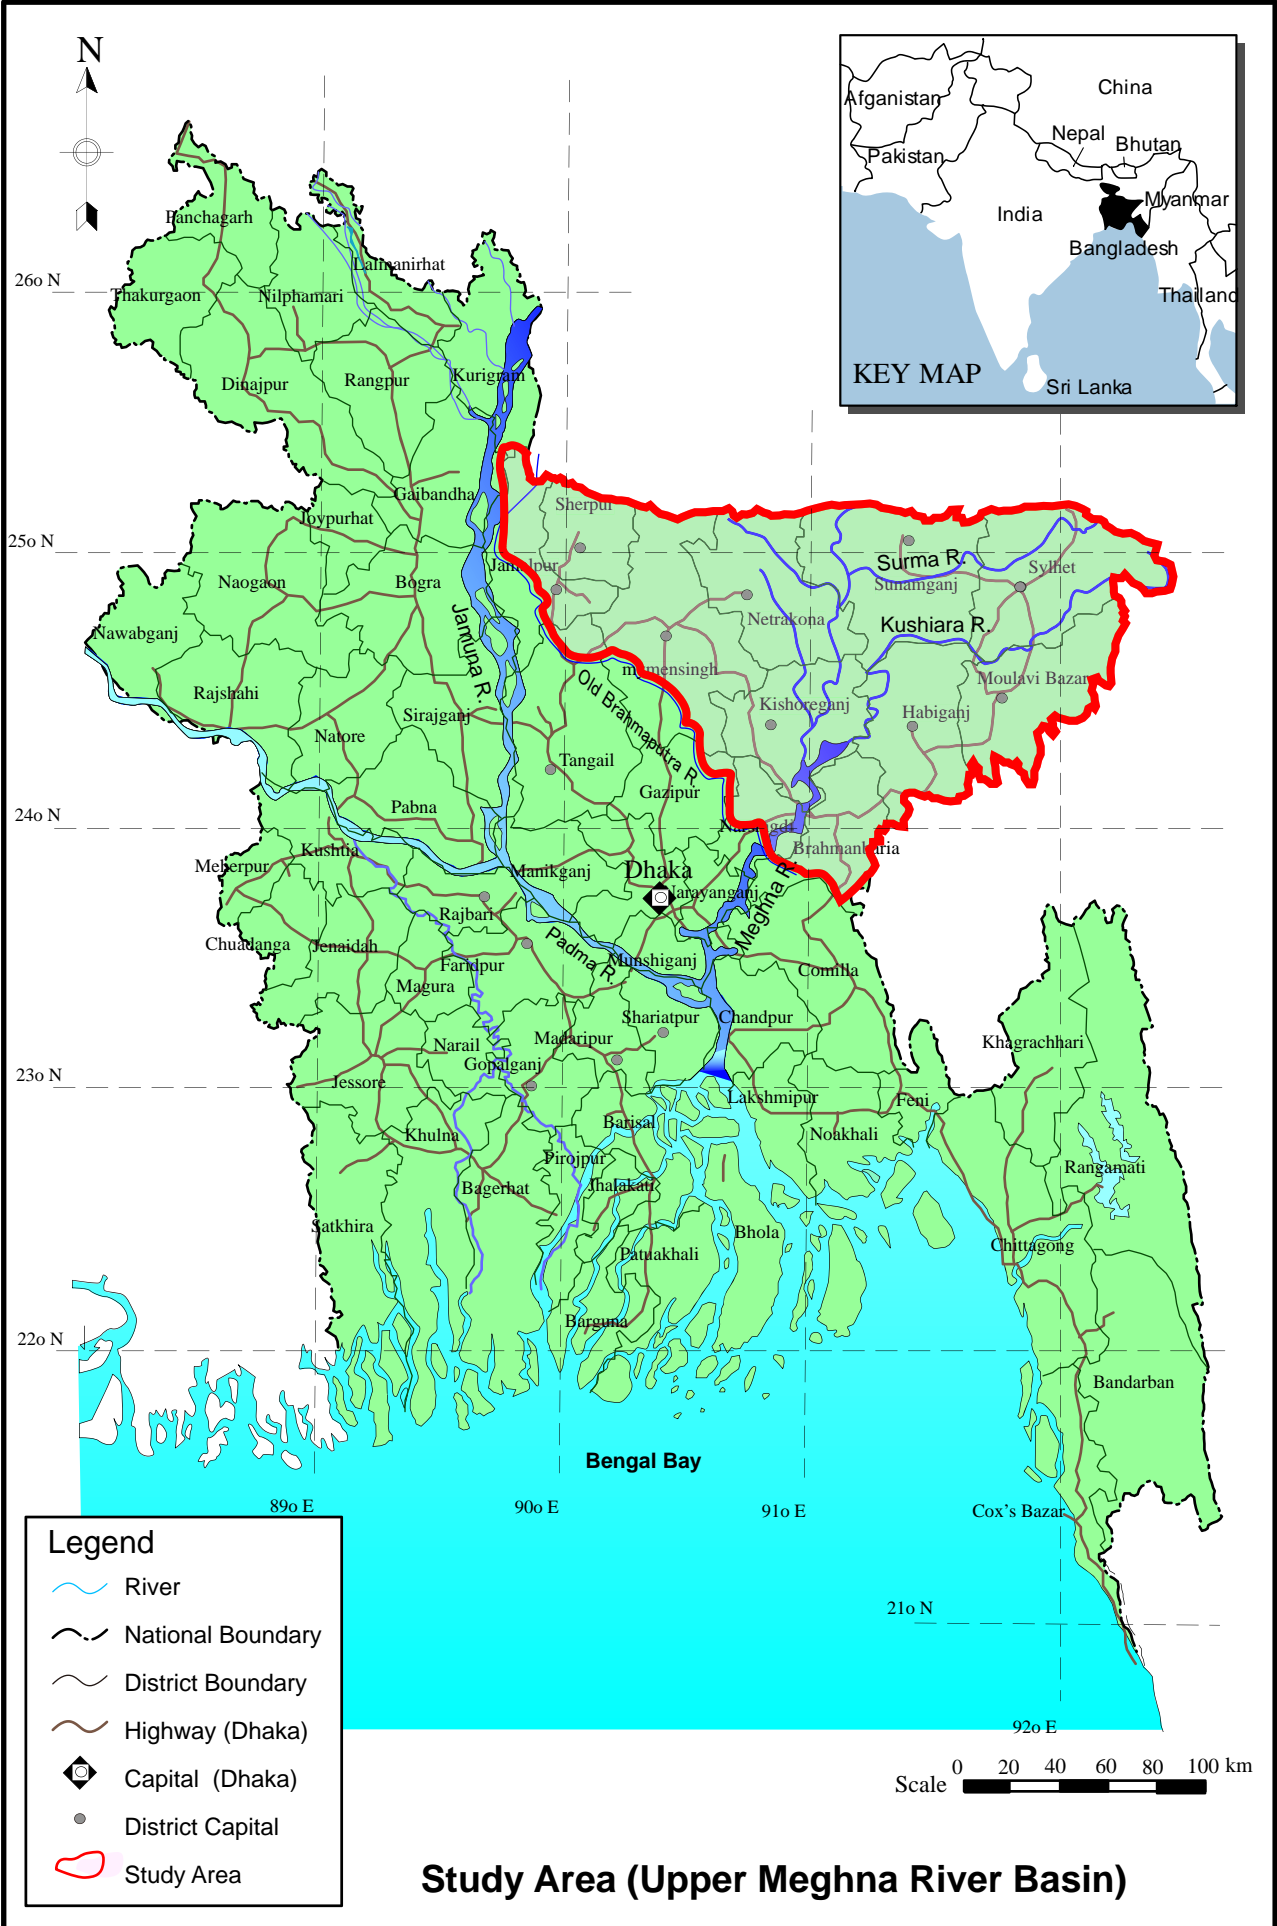 N
Afganistan
China
Nepal
Bhutan
Pakistan
India
Myanmar
Bangladesh
Thailand
KEY MAP
Sri Lanka
Panchagarh
Lalmanirhat
26o N
Thakurgaon
Nilphamari
Dinajpur
Rangpur
Kurigram
Gaibandha
Sherpur
Joypurhat
25o N
Jamalpur
Surma R.
Sylhet
Naogaon
Bogra
Sunamganj
Netrakona
Kushiara R.
Nawabganj
Jamuna R.
mymensingh
Moulavi Bazar
Rajshahi
Old Brahmaputra R.
Kishoreganj
Habiganj
Sirajganj
Natore
Tangail
Gazipur
Pabna
24o N
Narsingdi
Kushtia
Brahmanbaria
Meherpur
Manikganj
Dhaka
Narayanganj
Meghna R.
Rajbari
Chuadanga
Jenaidah
Padma R.
Munshiganj
Faridpur
Comilla
Magura
Shariatpur
Chandpur
Madaripur
Narail
Khagrachhari
Gopalganj
23o N
Jessore
Lakshmipur
Feni
Barisal
Khulna
Noakhali
Pirojpur
Rangamati
Bagerhat
Jhalakati
Satkhira
Bhola
Patuakhali
Chittagong
Barguna
22o N
Bandarban
Bengal Bay
89o E
90o E
91o E
Cox's Bazar
Legend
River
National Boundary
District Boundary
Highway (Dhaka)
Capital (Dhaka)
District Capital
Study Area
21o N
92o E
Scale 0 20 40 60 80 100 km
Study Area (Upper Meghna River Basin)